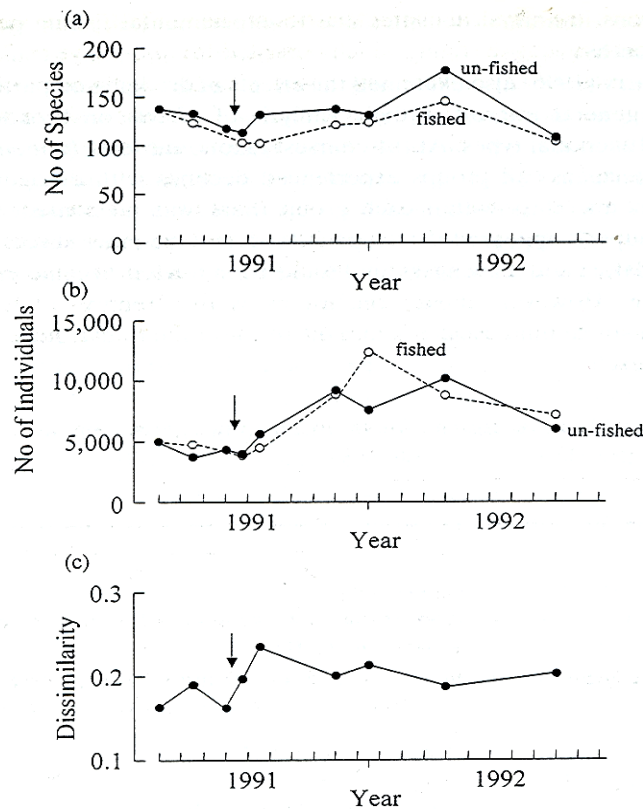 (a)
No of Species
200
150
100
50
0
un-fished
fished
1991
1992
Year
(b)
No of Individuals
15,000
10,000
5,000
0
fished
un-fished
1991
1992
Year
(c)
Dissimilarity
0.3
0.2
0.1
1991
1992
Year